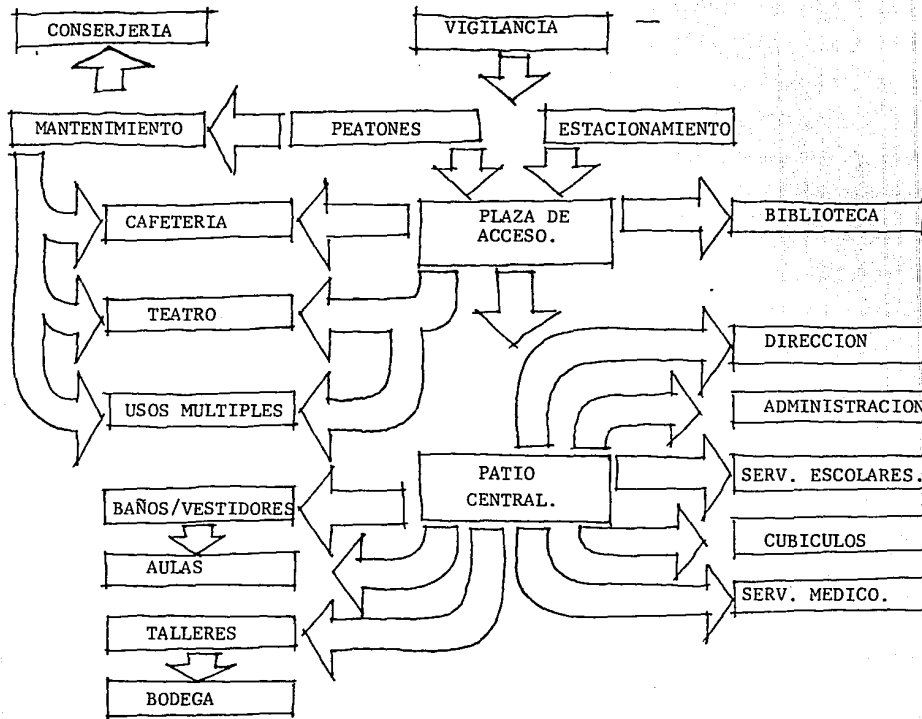 CONSERJERIA
VIGILANCIA
MANTENIMIENTO
PEATONES
ESTACIONAMIENTO
CAFETERIA
PLAZA DE
ACCESO.
BIBLIOTECA
TEATRO
DIRECCION
USOS MULTIPLES
ADMINISTRACION
PATIO
CENTRAL.
SERV. ESCOLARES.
BAÑOS/VESTIDORES
CUBICULOS
AULAS
SERV. MEDICO.
TALLERES
BODEGA